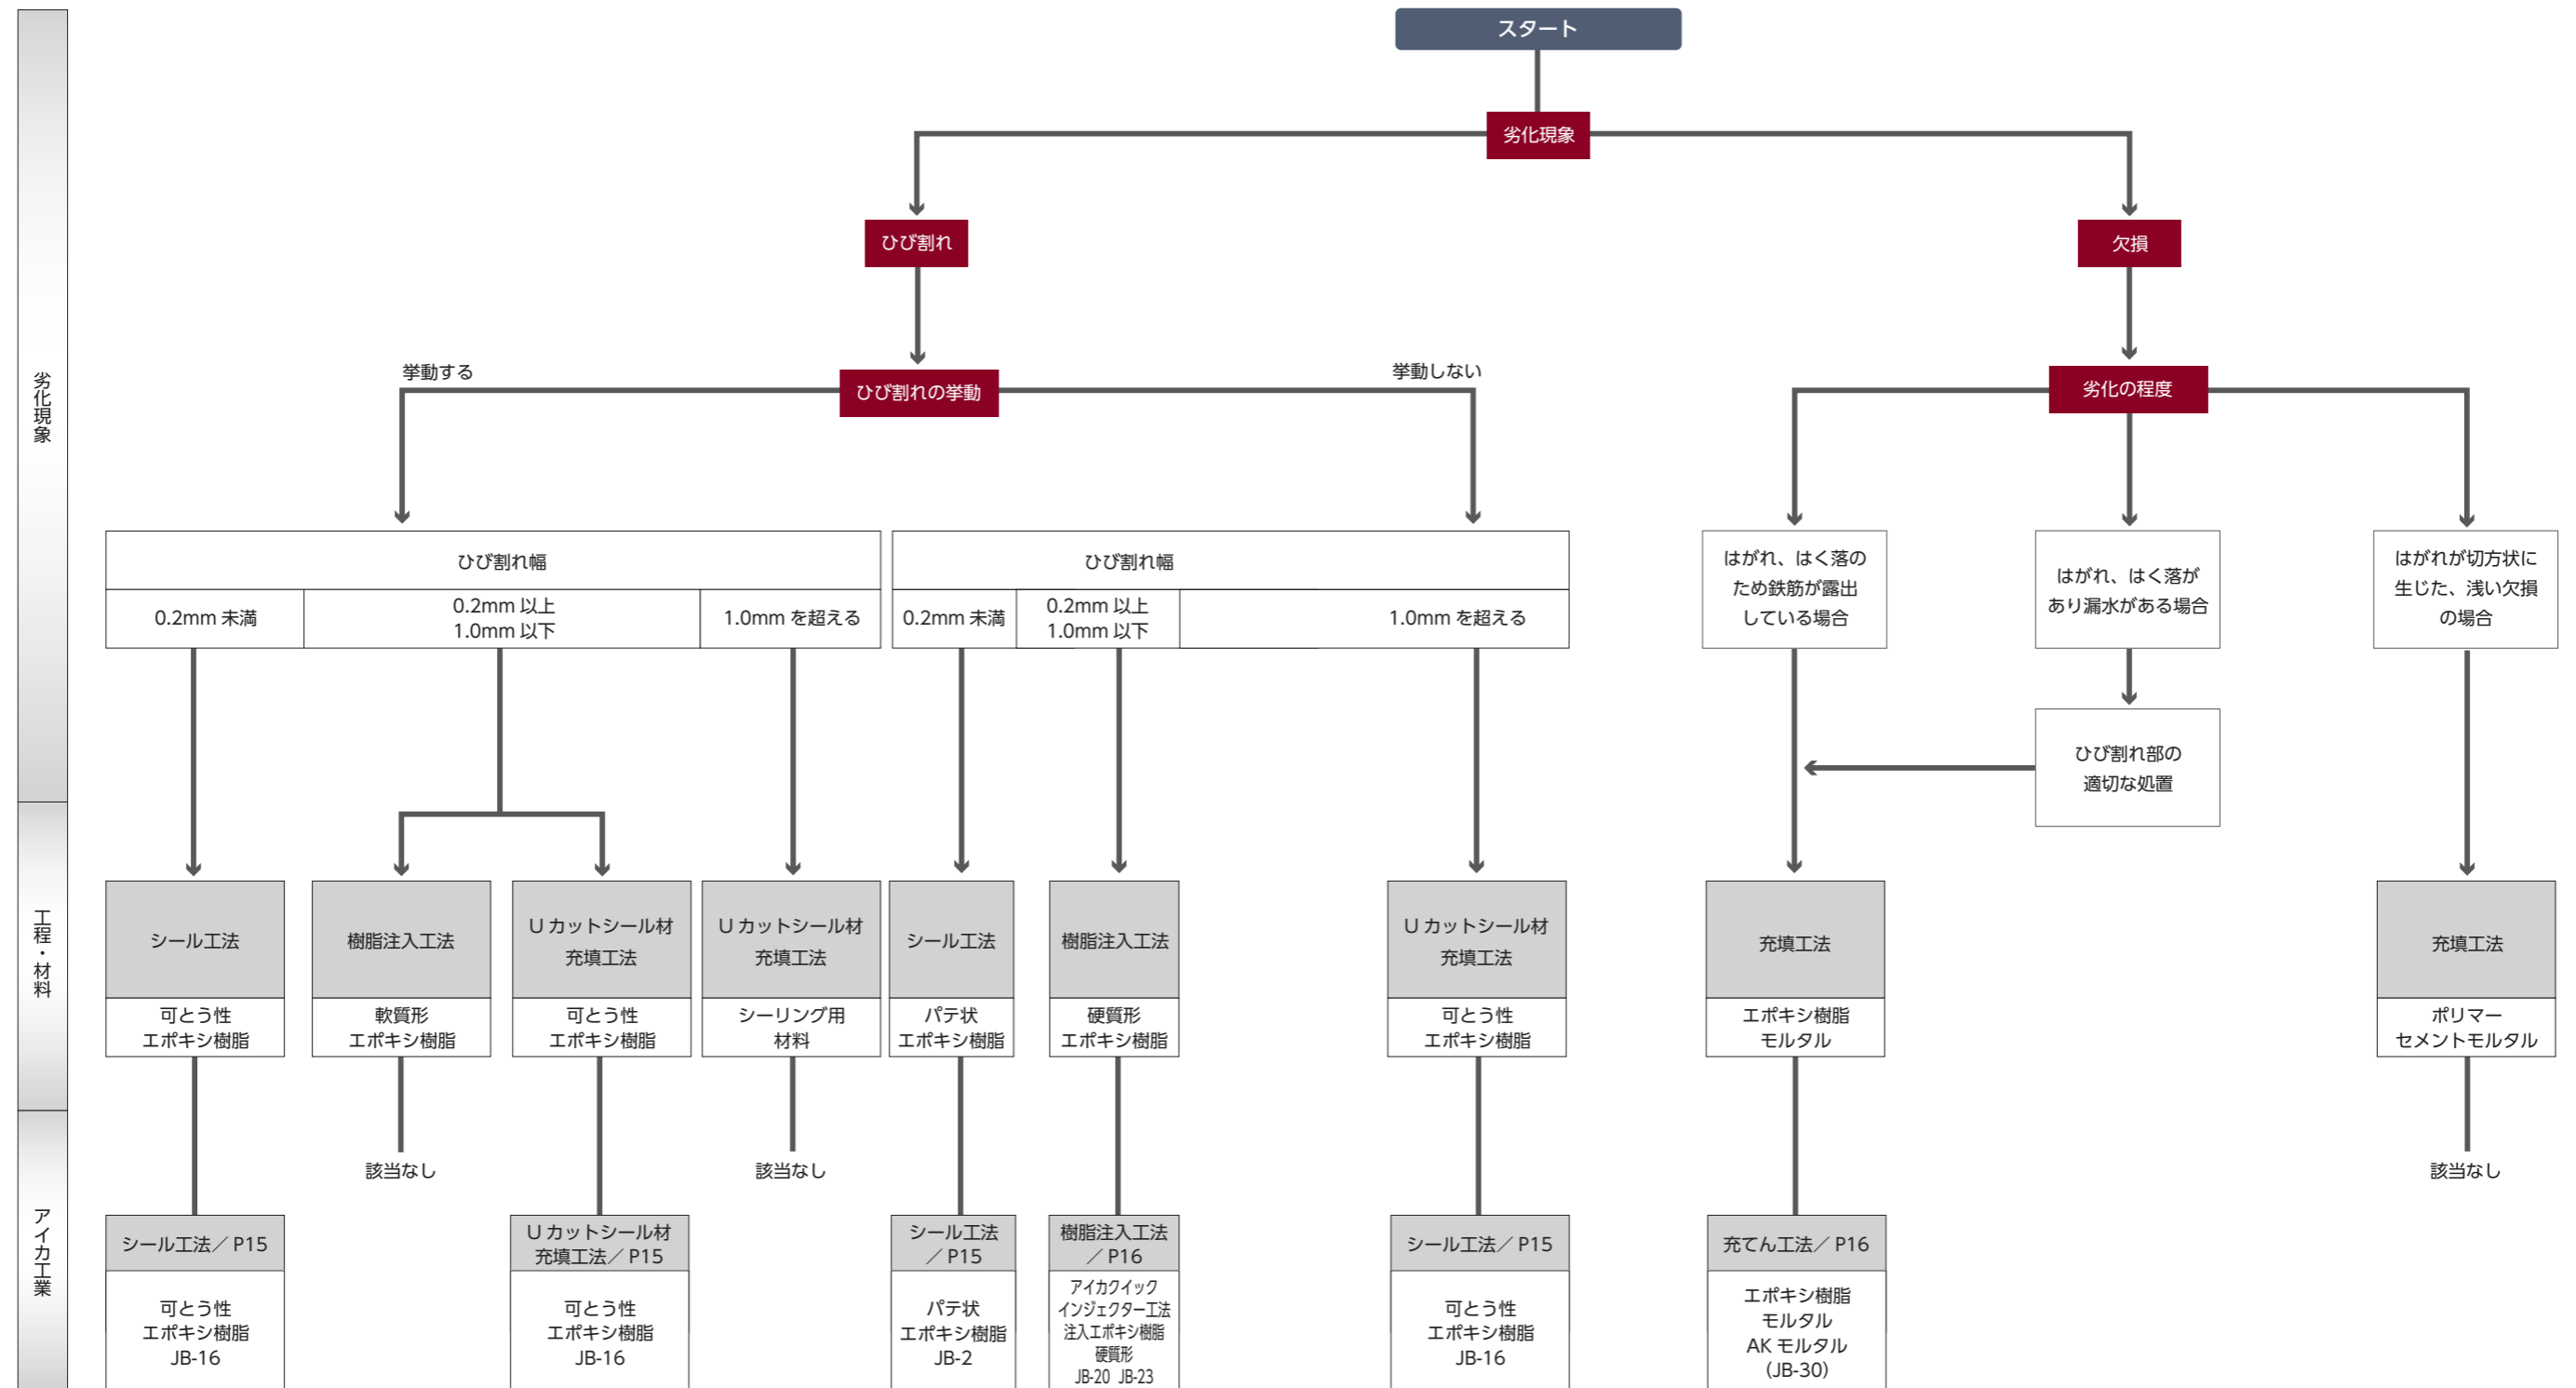 スタート
劣化現象
ひび割れ
欠損
劣化現象
挙動する
ひび割れの挙動
挙動しない
劣化の程度
ひび割れ幅
0.2mm 未満
0.2mm 以上
1.0mm 以下
1.0mm を超える
ひび割れ幅
0.2mm 未満
0.2mm 以上
1.0mm 以下
1.0mm を超える
はがれ、はく落の
ため鉄筋が露出
している場合
はがれ、はく落が
あり漏水がある場合
はがれが切方状に
生じた、浅い欠損
の場合
ひび割れ部の
適切な処置
工程・材料
シール工法
可とう性
エポキシ樹脂
樹脂注入工法
軟質形
エポキシ樹脂
U カットシール材
充填工法
可とう性
エポキシ樹脂
U カットシール材
充填工法
シーリング用
材料
シール工法
パテ状
エポキシ樹脂
樹脂注入工法
硬質形
エポキシ樹脂
U カットシール材
充填工法
可とう性
エポキシ樹脂
充填工法
エポキシ樹脂
モルタル
充填工法
ポリマー
セメントモルタル
アイカ工業
該当なし
該当なし
該当なし
シール工法／ P15
可とう性
エポキシ樹脂
JB-16
U カットシール材
充填工法／ P15
可とう性
エポキシ樹脂
JB-16
シール工法
／ P15
パテ状
エポキシ樹脂
JB-2
樹脂注入工法
／ P16
アイカクイック
インジェクター工法
注入エポキシ樹脂
硬質形
JB-20 JB-23
シール工法／ P15
可とう性
エポキシ樹脂
JB-16
充てん工法／ P16
エポキシ樹脂
モルタル
AK モルタル
（JB-30）